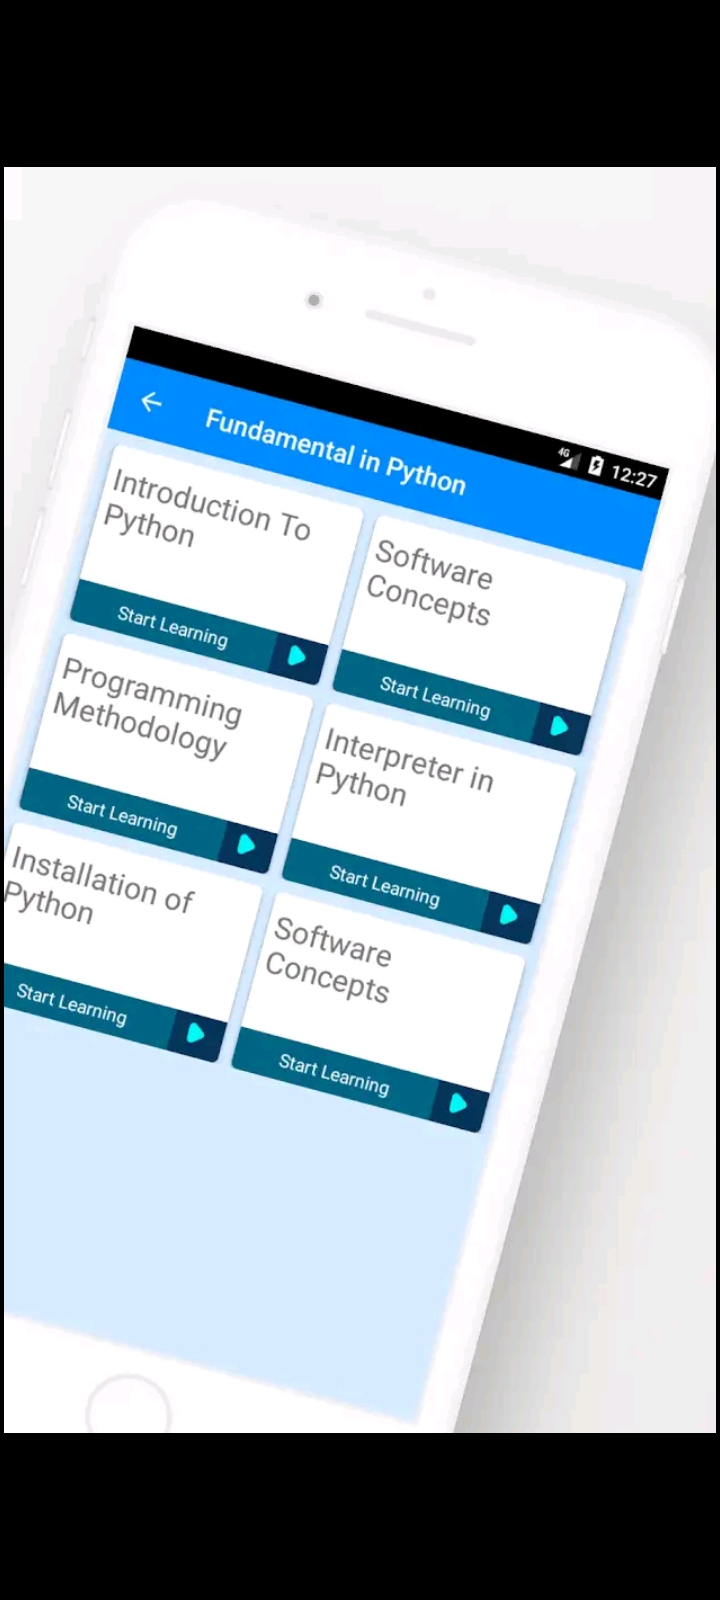 4G 12:27
Fundamental in Python
Introduction To
Python
Start Learning
Software
Concepts
Start Learning
Programming
Methodology
Start Learning
Interpreter in
Python
Start Learning
Installation of
Python
Start Learning
Software
Concepts
Start Learning